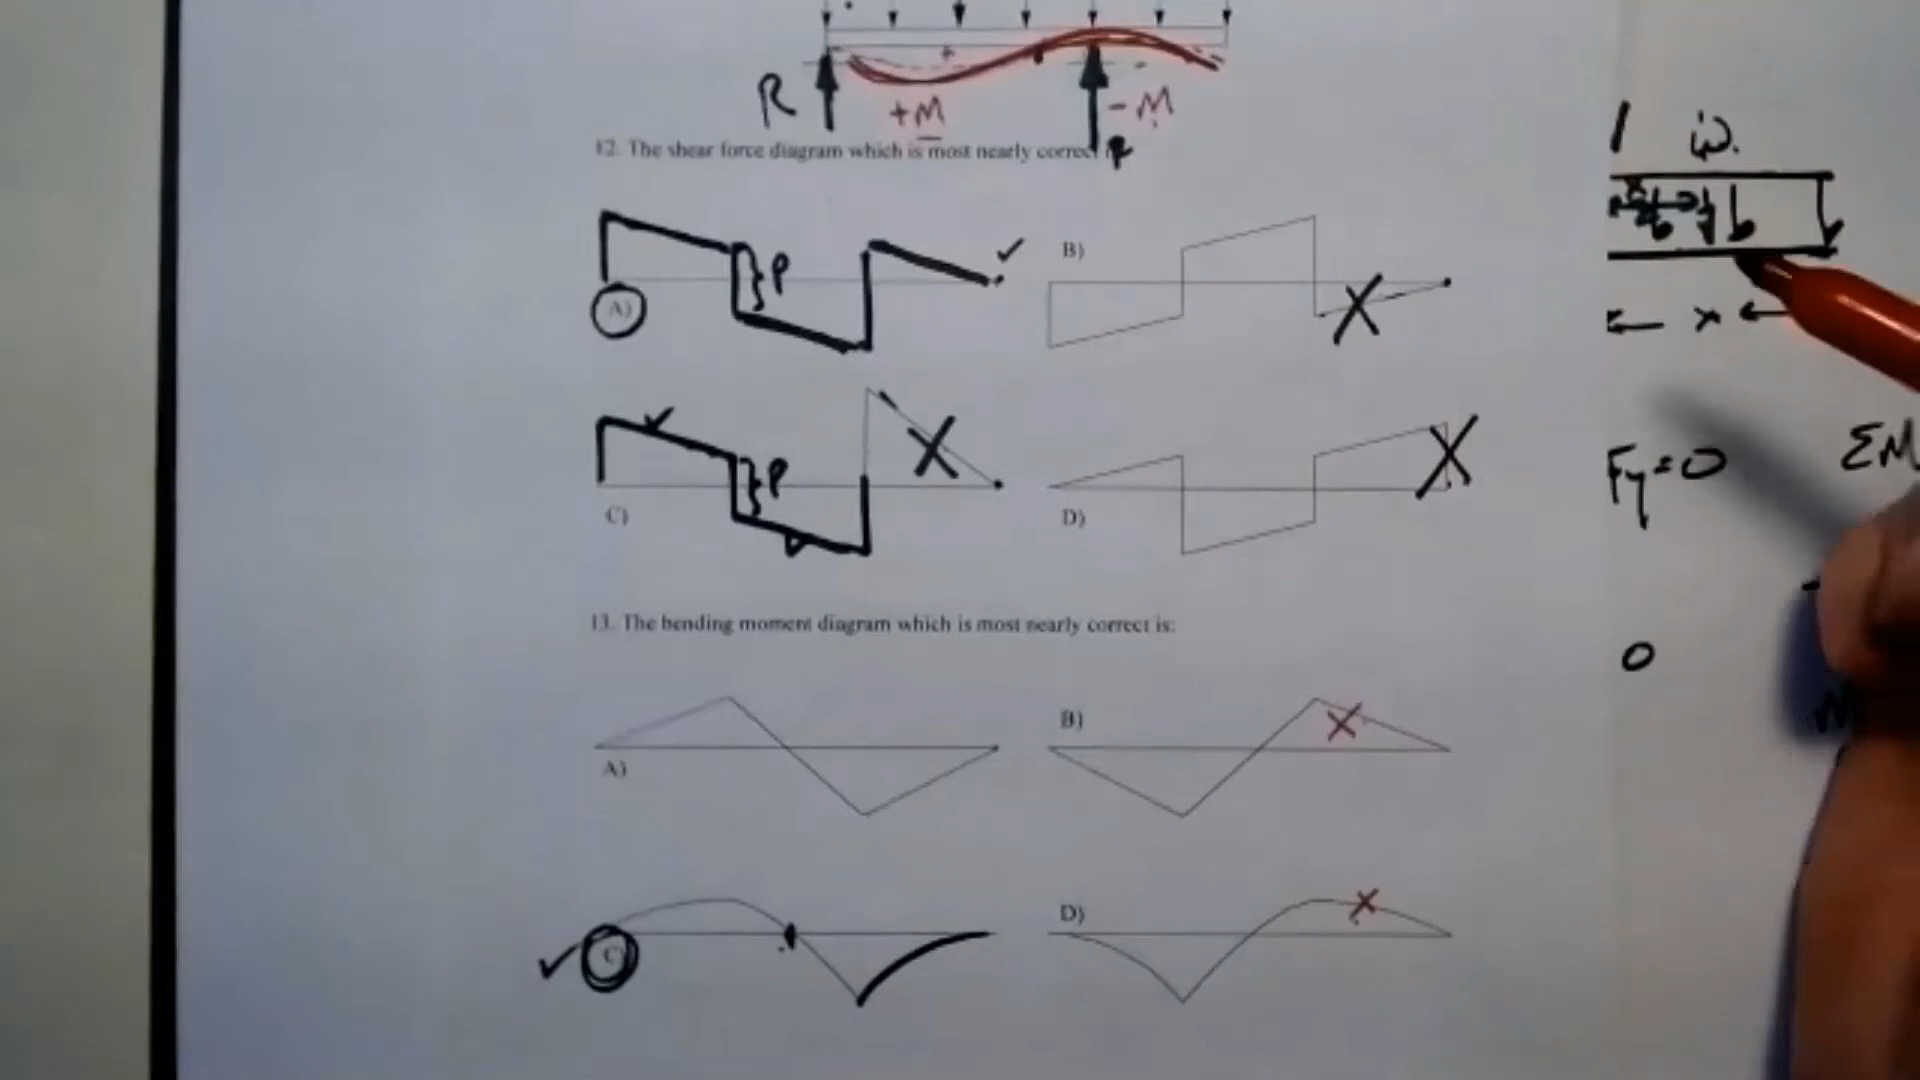 R
+M
-M
12. The shear force diagram which is most nearly correct
P
A)
B)
P
C)
D)
13. The bending moment diagram which is most nearly correct is:
A)
B)
C
D)
w.
x
Fy=0
ΣM
0